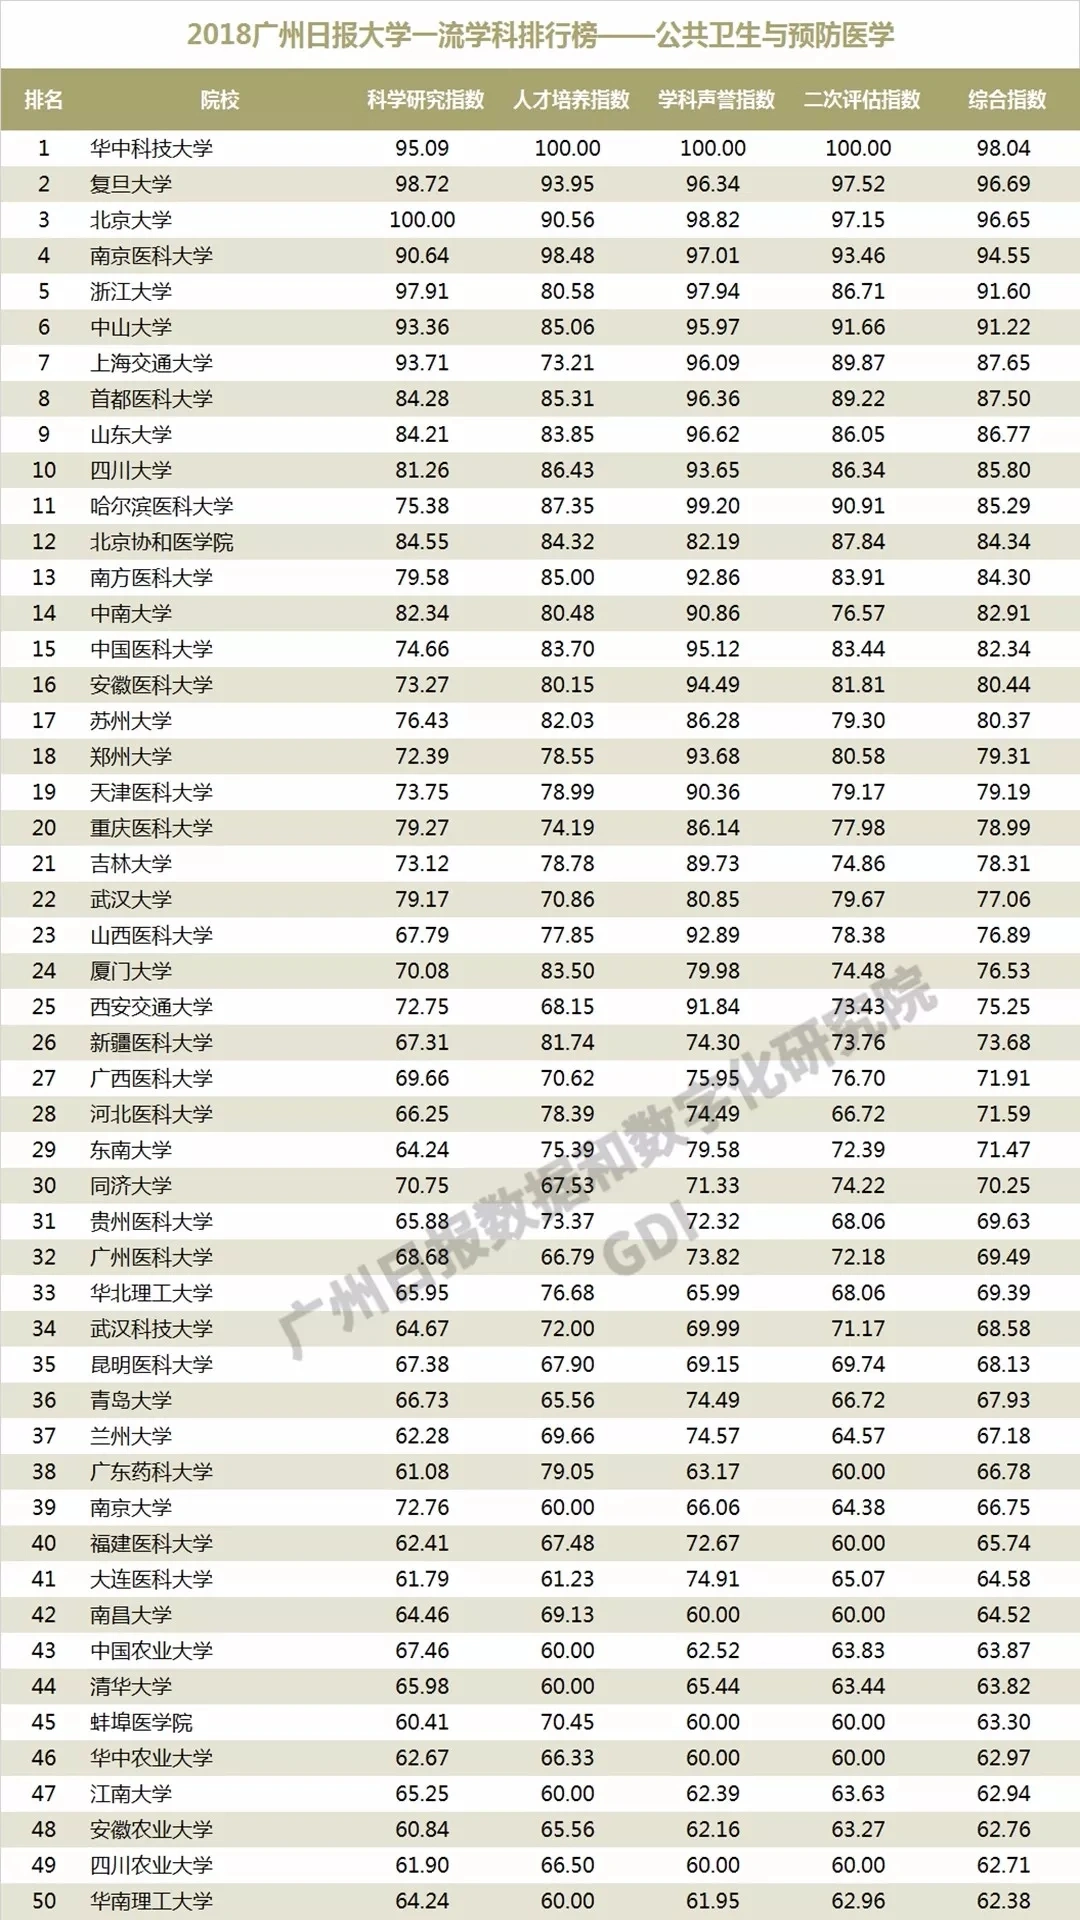 2018广州日报大学一流学科排行榜——公共卫生与预防医学
排名 院校 科学研究指数 人才培养指数 学科声誉指数 二次评估指数 综合指数
1 华中科技大学 95.09 100.00 100.00 100.00 98.04
2 复旦大学 98.72 93.95 96.34 97.52 96.69
3 北京大学 100.00 90.56 98.82 97.15 96.65
4 南京医科大学 90.64 98.48 97.01 93.46 94.55
5 浙江大学 97.91 80.58 97.94 86.71 91.60
6 中山大学 93.36 85.06 95.97 91.66 91.22
7 上海交通大学 93.71 73.21 96.09 89.87 87.65
8 首都医科大学 84.28 85.31 96.36 89.22 87.50
9 山东大学 84.21 83.85 96.62 86.05 86.77
10 四川大学 81.26 86.43 93.65 86.34 85.80
11 哈尔滨医科大学 75.38 87.35 99.20 90.91 85.29
12 北京协和医学院 84.55 84.32 82.19 87.84 84.34
13 南方医科大学 79.58 85.00 92.86 83.91 84.30
14 中南大学 82.34 80.48 90.86 76.57 82.91
15 中国医科大学 74.66 83.70 95.12 83.44 82.34
16 安徽医科大学 73.27 80.15 94.49 81.81 80.44
17 苏州大学 76.43 82.03 86.28 79.30 80.37
18 郑州大学 72.39 78.55 93.68 80.58 79.31
19 天津医科大学 73.75 78.99 90.36 79.17 79.19
20 重庆医科大学 79.27 74.19 86.14 77.98 78.99
21 吉林大学 73.12 78.78 89.73 74.86 78.31
22 武汉大学 79.17 70.86 80.85 79.67 77.06
23 山西医科大学 67.79 77.85 92.89 78.38 76.89
24 厦门大学 70.08 83.50 79.98 74.48 76.53
25 西安交通大学 72.75 68.15 91.84 73.43 75.25
26 新疆医科大学 67.31 81.74 74.30 73.76 73.68
27 广西医科大学 69.66 70.62 75.95 76.70 71.91
28 河北医科大学 66.25 78.39 74.49 66.72 71.59
29 东南大学 64.24 75.39 79.58 72.39 71.47
30 同济大学 70.75 67.53 71.33 74.22 70.25
31 贵州医科大学 65.88 73.37 72.32 68.06 69.63
32 广州医科大学 68.68 66.79 73.82 72.18 69.49
33 华北理工大学 65.95 76.68 65.99 68.06 69.39
34 武汉科技大学 64.67 72.00 69.99 71.17 68.58
35 昆明医科大学 67.38 67.90 69.15 69.74 68.13
36 青岛大学 66.73 65.56 74.49 66.72 67.93
37 兰州大学 62.28 69.66 74.57 64.57 67.18
38 广东药科大学 61.08 79.05 63.17 60.00 66.78
39 南京大学 72.76 60.00 66.06 64.38 66.75
40 福建医科大学 62.41 67.48 72.67 60.00 65.74
41 大连医科大学 61.79 61.23 74.91 65.07 64.58
42 南昌大学 64.46 69.13 60.00 60.00 64.52
43 中国农业大学 67.46 60.00 62.52 63.83 63.87
44 清华大学 65.98 60.00 65.44 63.44 63.82
45 蚌埠医学院 60.41 70.45 60.00 60.00 63.30
46 华中农业大学 62.67 66.33 60.00 60.00 62.97
47 江南大学 65.25 60.00 62.39 63.63 62.94
48 安徽农业大学 60.84 65.56 62.16 63.27 62.76
49 四川农业大学 61.90 66.50 60.00 60.00 62.71
50 华南理工大学 64.24 60.00 61.95 62.96 62.38
广州日报数据和数字化研究院
GDI